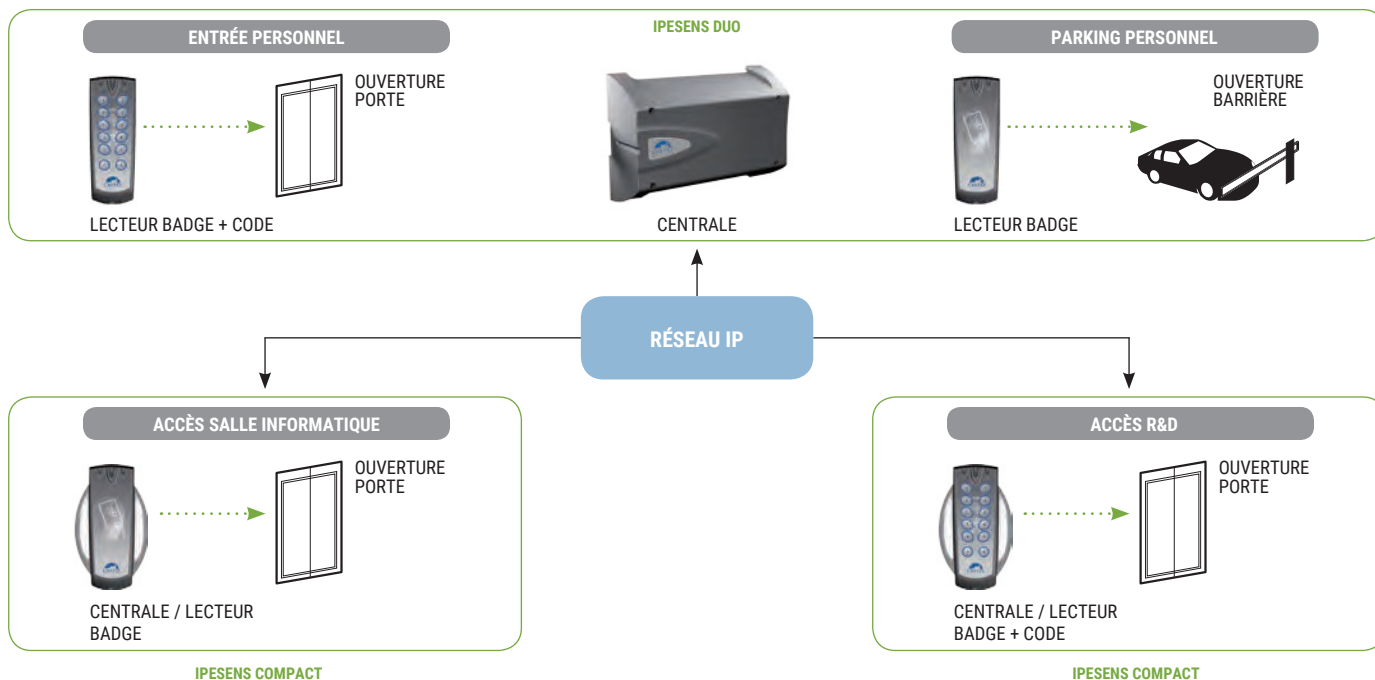 IPESENS DUO
ENTRÉE PERSONNEL
OUVERTURE
PORTE
LECTEUR BADGE + CODE
CENTRALE
PARKING PERSONNEL
OUVERTURE
BARRIÈRE
LECTEUR BADGE
RÉSEAU IP
ACCÈS SALLE INFORMATIQUE
OUVERTURE
PORTE
CENTRALE / LECTEUR
BADGE
IPESENS COMPACT
ACCÈS R&D
OUVERTURE
PORTE
CENTRALE / LECTEUR
BADGE + CODE
IPESENS COMPACT